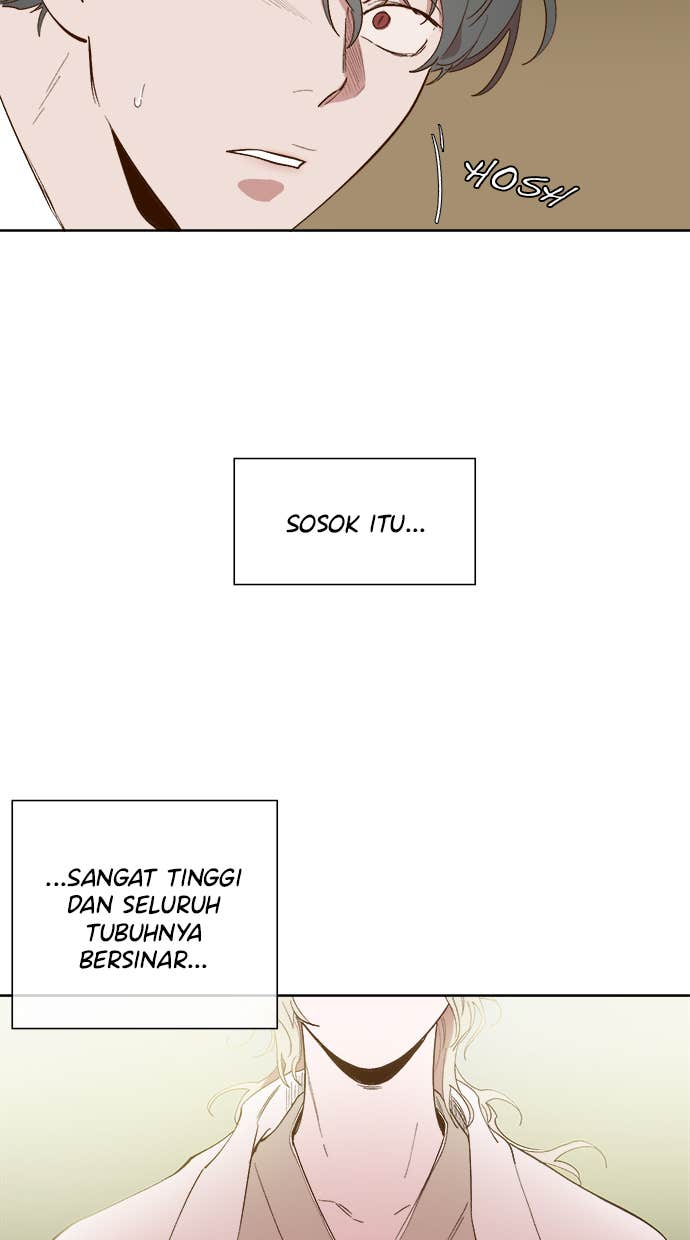 HOSH
SOSOK ITU...
...SANGAT TINGGI
DAN SELURUH
TUBUHNYA
BERSINAR...